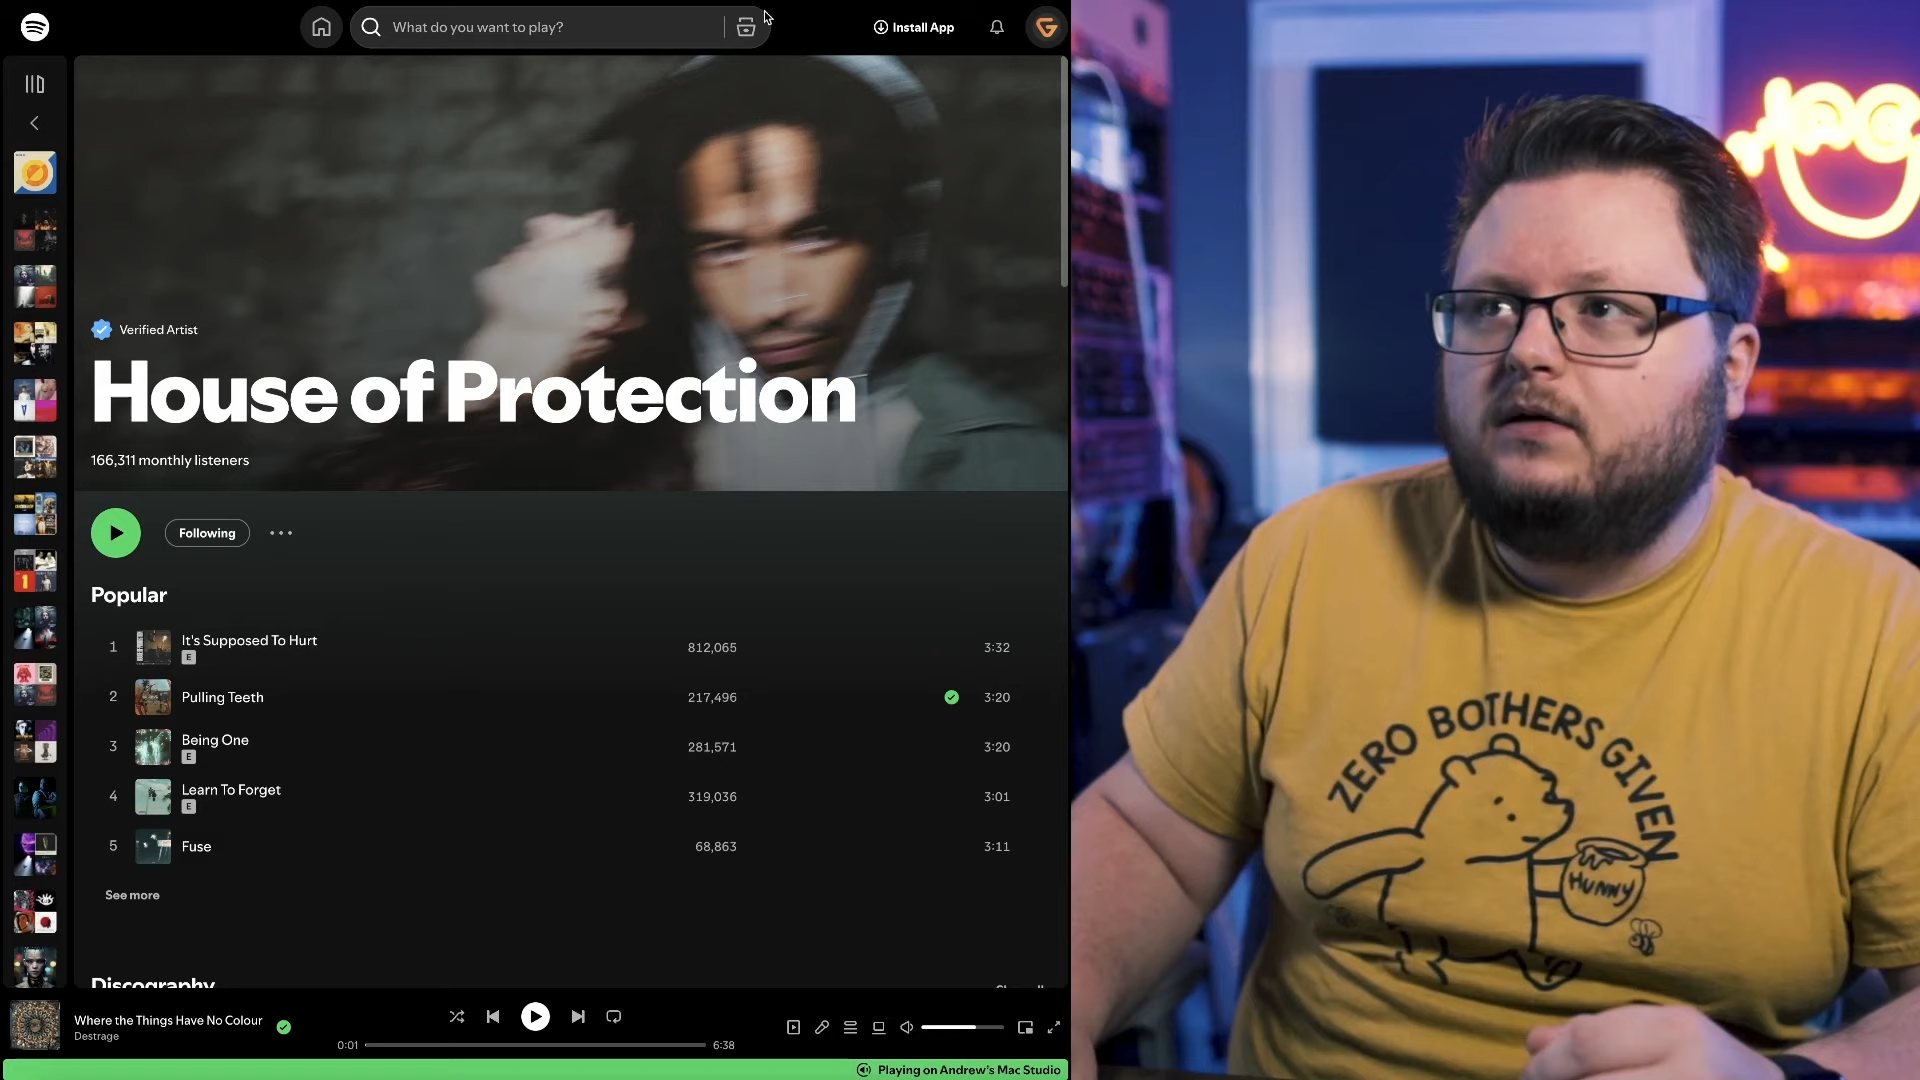 What do you want to play?
Install App
Verified Artist
House of Protection
166,311 monthly listeners
Following
Popular
1 It's Supposed To Hurt 812,065 3:32
E
2 Pulling Teeth 217,496 3:20
3 Being One 281,571 3:20
E
4 Learn To Forget 319,036 3:01
E
5 Fuse 68,863 3:11
See more
Discography
Where the Things Have No Colour
Destrage
0:01 6:38
Playing on Andrew's Mac Studio
ZERO BOTHERS GIVEN
HUNNY